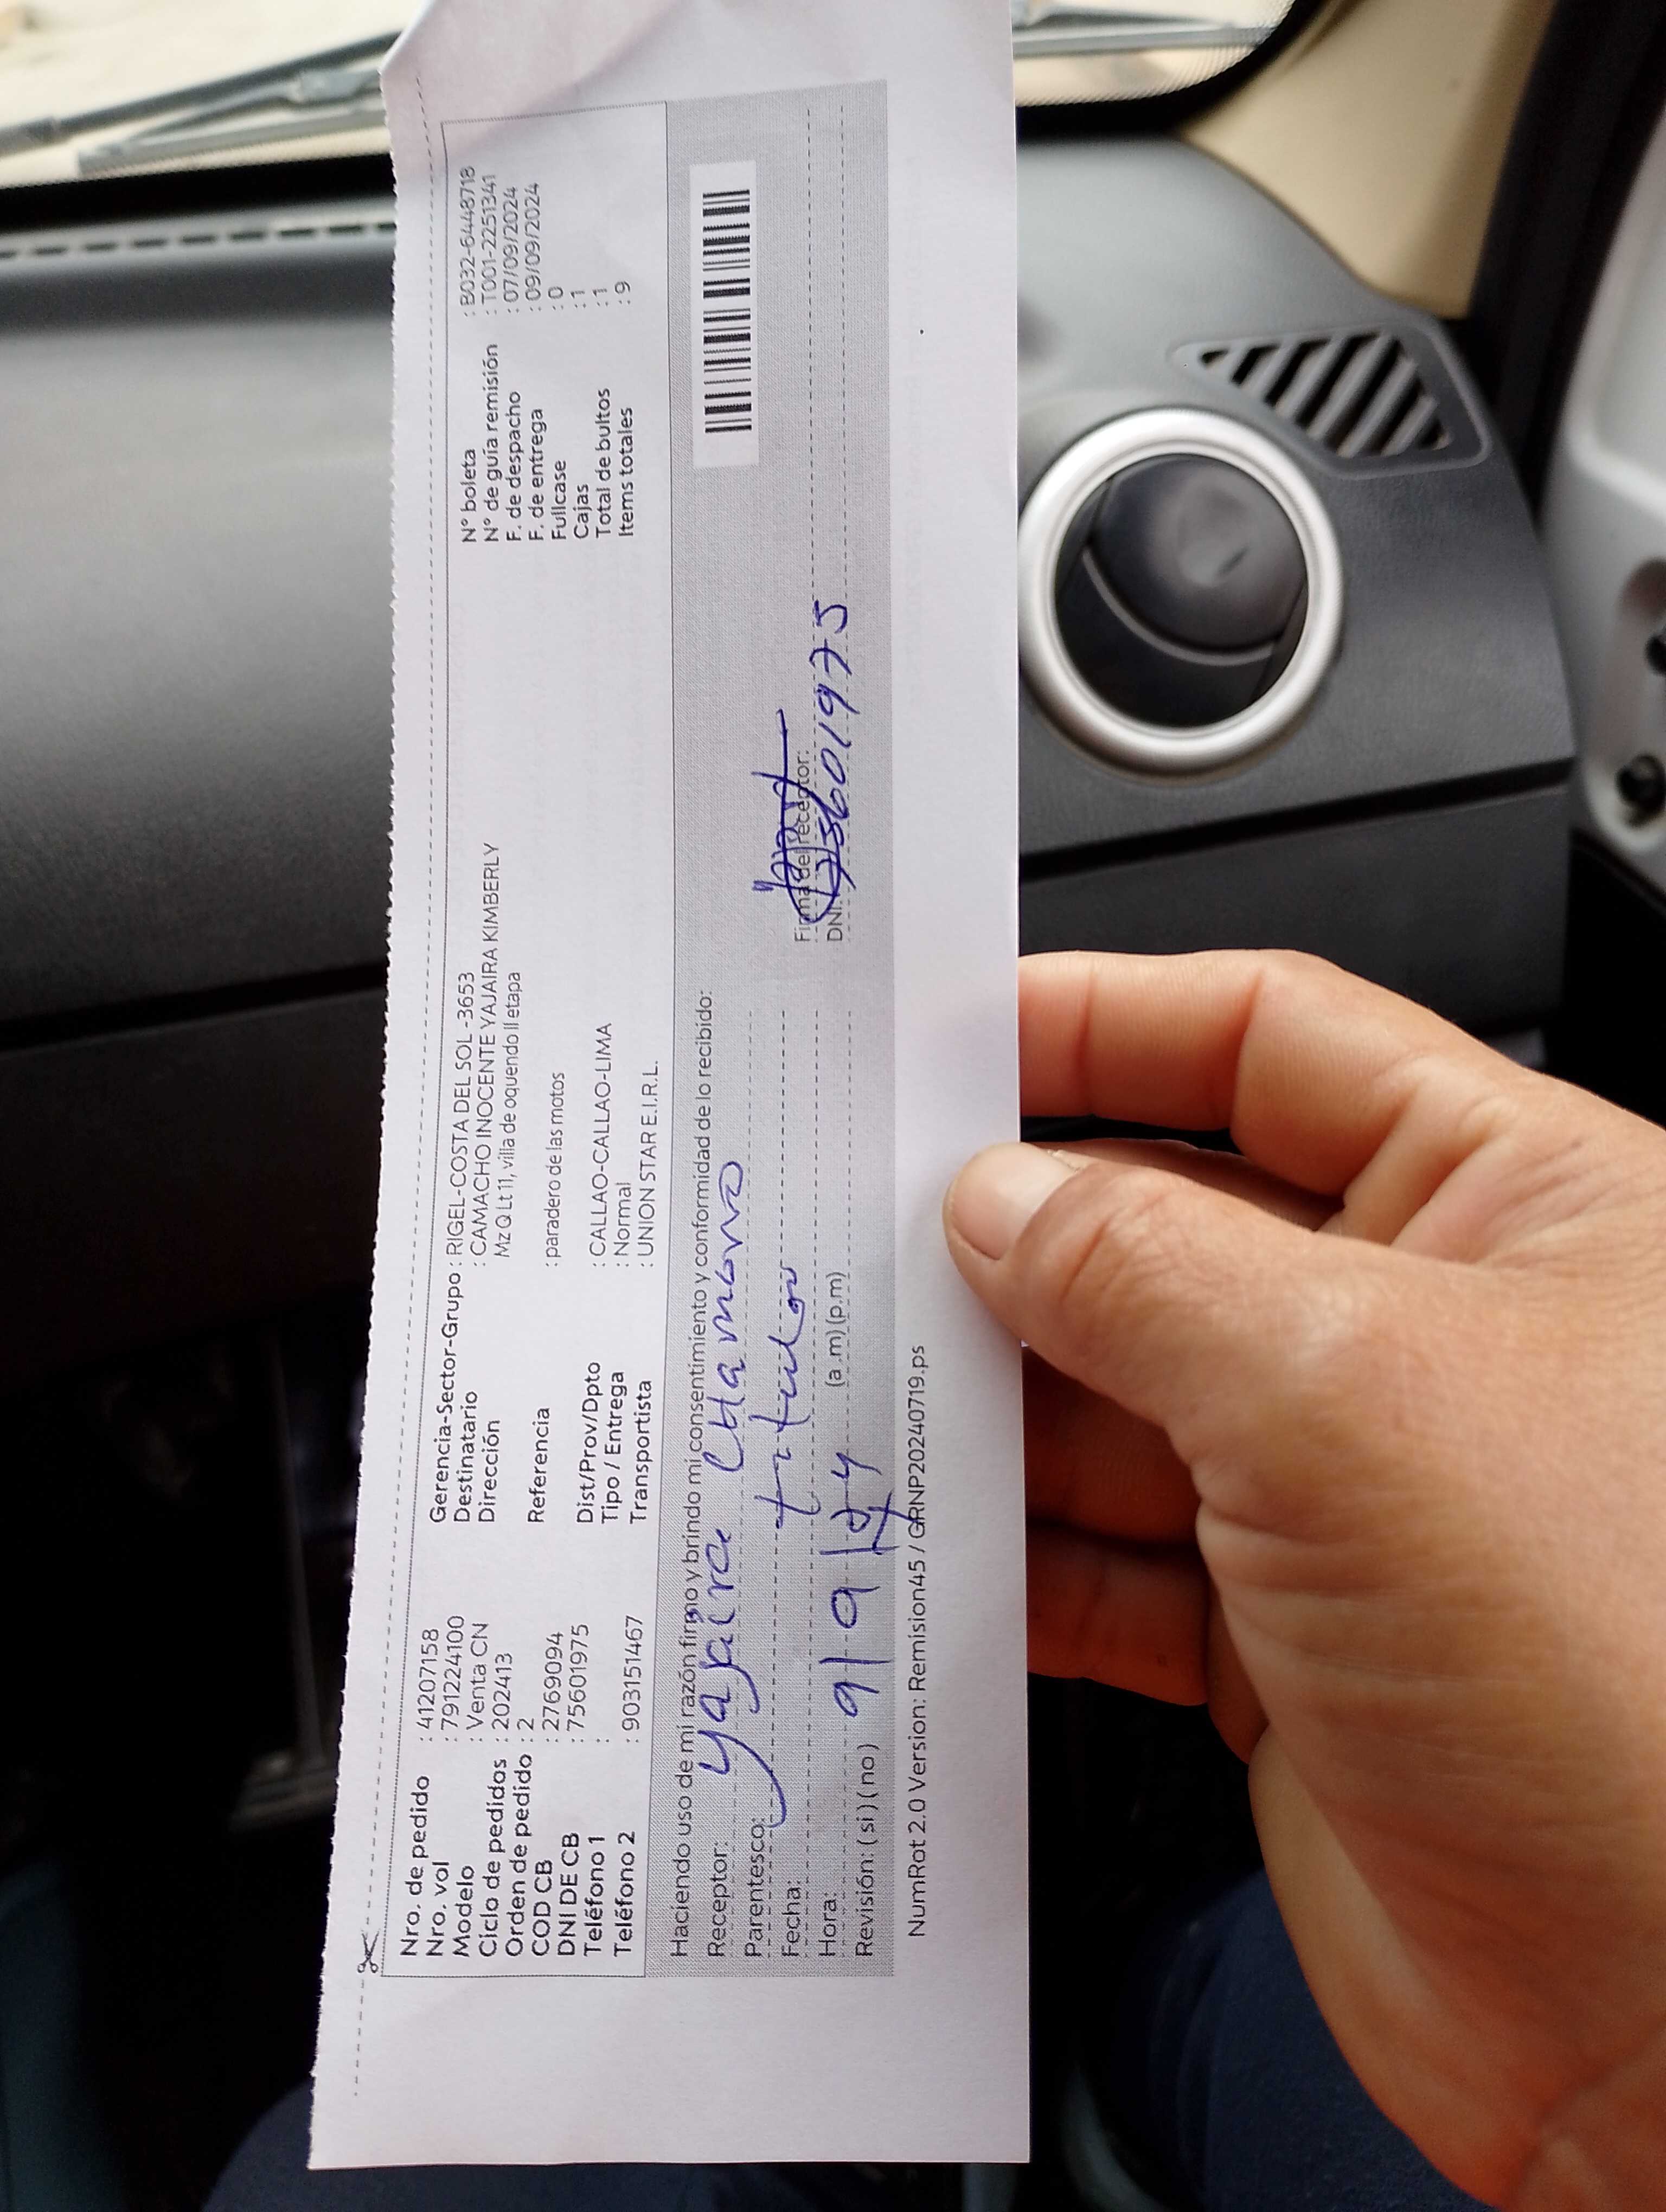 Nro. de pedido : 41207158
Nro. vol : 791224100
Modelo : Venta CN
Ciclo de pedidos : 202413
Orden de pedido : 2
COD CB : 2769094
DNI DE CB : 75601975
Teléfono 1 :
Teléfono 2 : 903151467
Gerencia-Sector-Grupo : RIGEL-COSTA DEL SOL -3653
Destinatario : CAMACHO INOCENTE YAJAIRA KIMBERLY
Dirección Mz Q Lt 11, villa de oquendo II etapa
Referencia : paradero de las motos
Dist/Prov/Dpto : CALLAO-CALLAO-LIMA
Tipo / Entrega : Normal
Transportista : UNION STAR E.I.R.L.
N° boleta : B032-6448718
N° de guía remisión : T001-2251341
F. de despacho : 07/09/2024
F. de entrega : 09/09/2024
Fullcase : 0
Cajas : 1
Total de bultos : 1
Items totales : 9
Haciendo uso de mi razón firmo y brindo mi consentimiento y conformidad de lo recibido:
Receptor: Yajaira
Parentesco: titular
Fecha: 9/9/24
Hora: (a.m) (p.m)
Revisión: ( si ) ( no )
Firma del receptor:
DNI: 75601975
NumRot 2.0 Version: Remision45 / GRNP20240719.ps